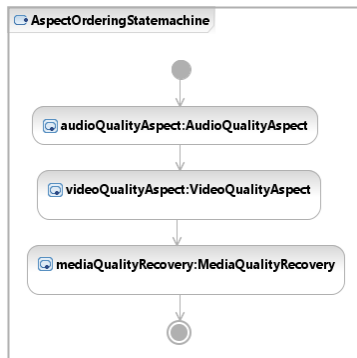 AspectOrderingStatemachine
audioQualityAspect:AudioQualityAspect
videoQualityAspect:VideoQualityAspect
mediaQualityRecovery:MediaQualityRecovery